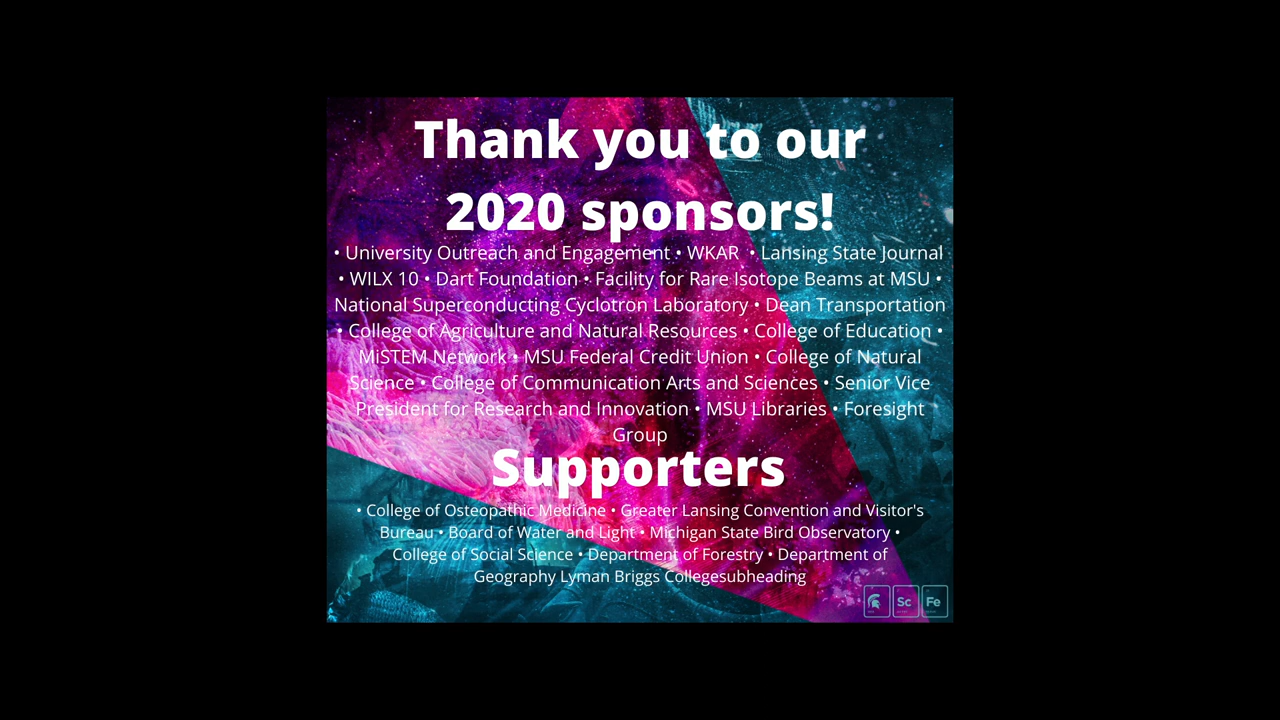 Thank you to our
2020 sponsors!
• University Outreach and Engagement • WKAR • Lansing State Journal
• WILX 10 • Dart Foundation • Facility for Rare Isotope Beams at MSU •
National Superconducting Cyclotron Laboratory • Dean Transportation
• College of Agriculture and Natural Resources • College of Education •
MiSTEM Network • MSU Federal Credit Union • College of Natural
Science • College of Communication Arts and Sciences • Senior Vice
President for Research and Innovation • MSU Libraries • Foresight
Group
Supporters
• College of Osteopathic Medicine • Greater Lansing Convention and Visitor's
Bureau • Board of Water and Light • Michigan State Bird Observatory •
College of Social Science • Department of Forestry • Department of
Geography Lyman Briggs Collegesubheading
Sc Fe